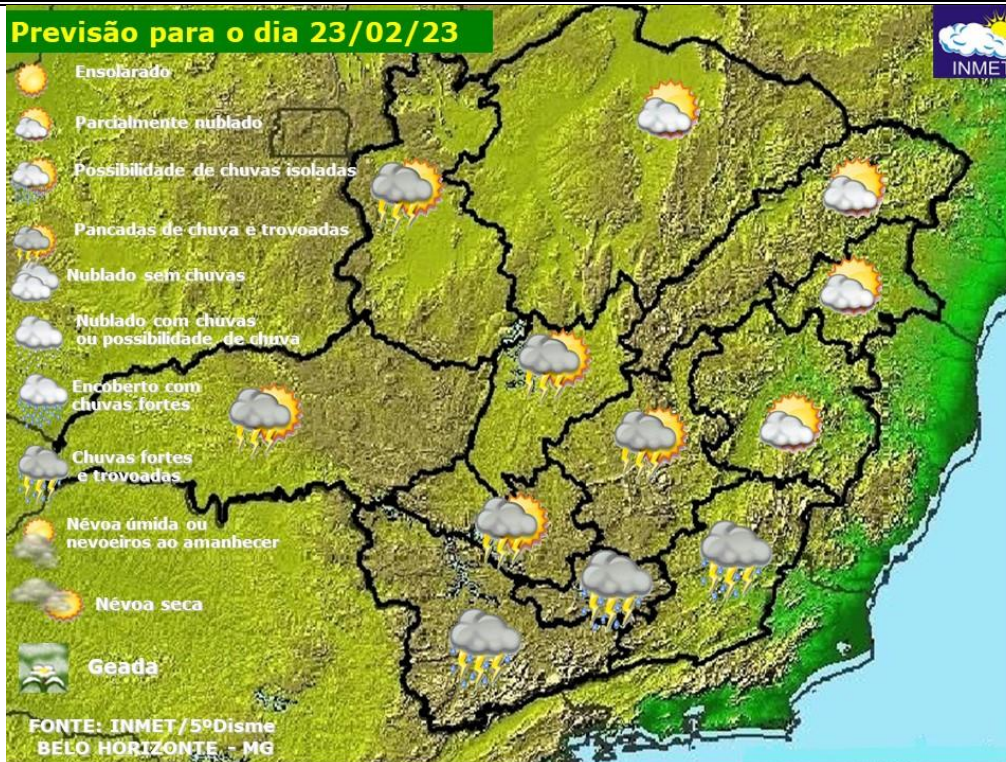 Previsão para o dia 23/02/23
INMET
Ensolarado
Parcialmente nublado
Possibilidade de chuvas isoladas
Pancadas de chuva e trovoadas
Nublado sem chuvas
Nublado com chuvas
ou possibilidade de chuva
Encoberto com
chuvas fortes
Chuvas fortes
e trovoadas
Névoa úmida ou
nevoeiros ao amanhecer
Névoa seca
Geada
FONTE: INMET/5ºDisme
BELO HORIZONTE - MG